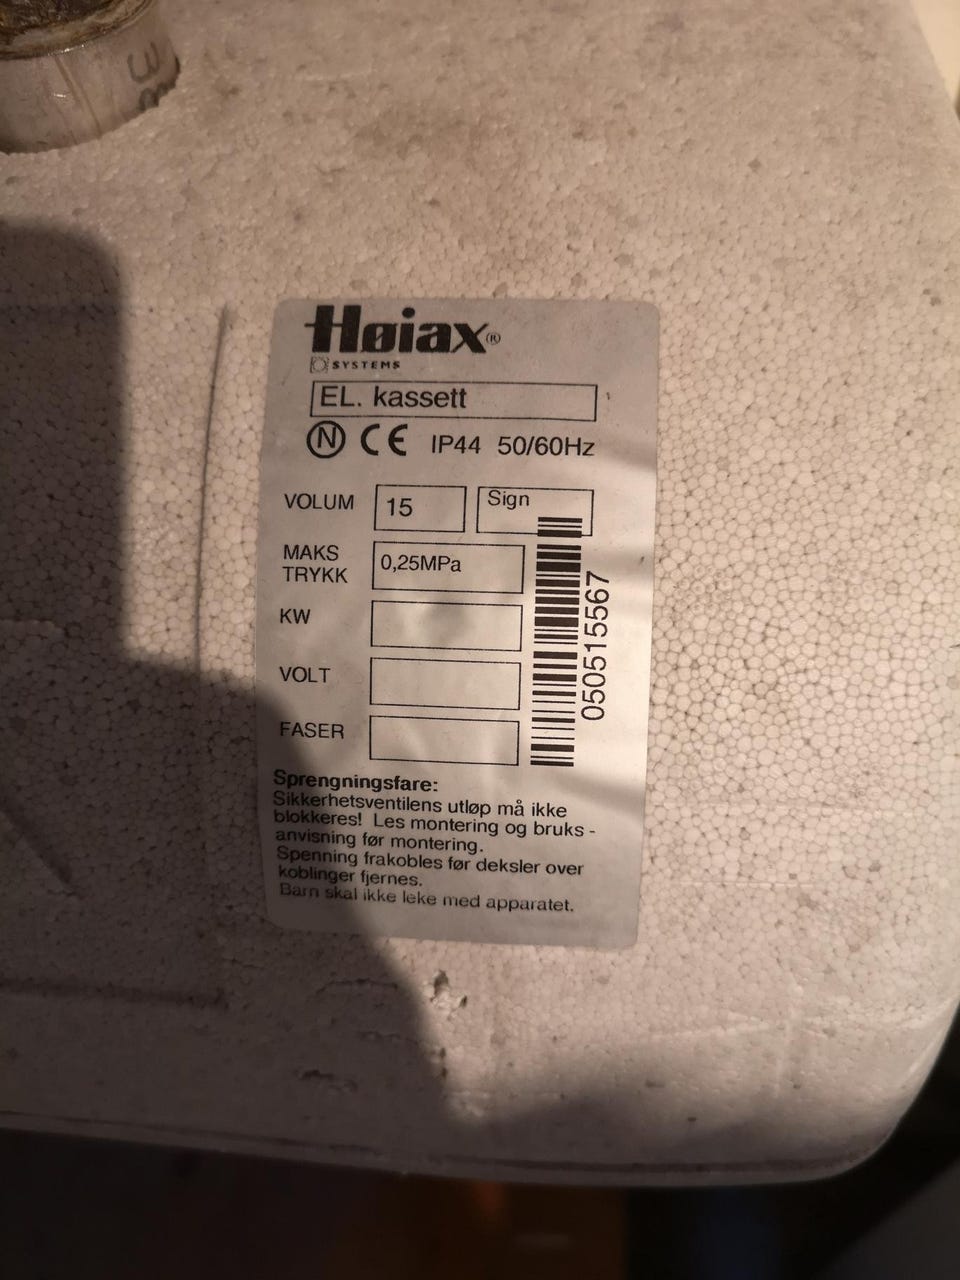 Høiax®
SYSTEMS
EL. kassett
N CE IP44 50/60Hz
VOLUM 15 Sign
MAKS
TRYKK 0,25MPa
KW
VOLT
FASER
050515567
Sprengningsfare:
Sikkerhetsventilens utløp må ikke
blokkeres! Les montering og bruks -
anvisning før montering.
Spenning frakobles før deksler over
koblinger fjernes.
Barn skal ikke leke med apparatet.